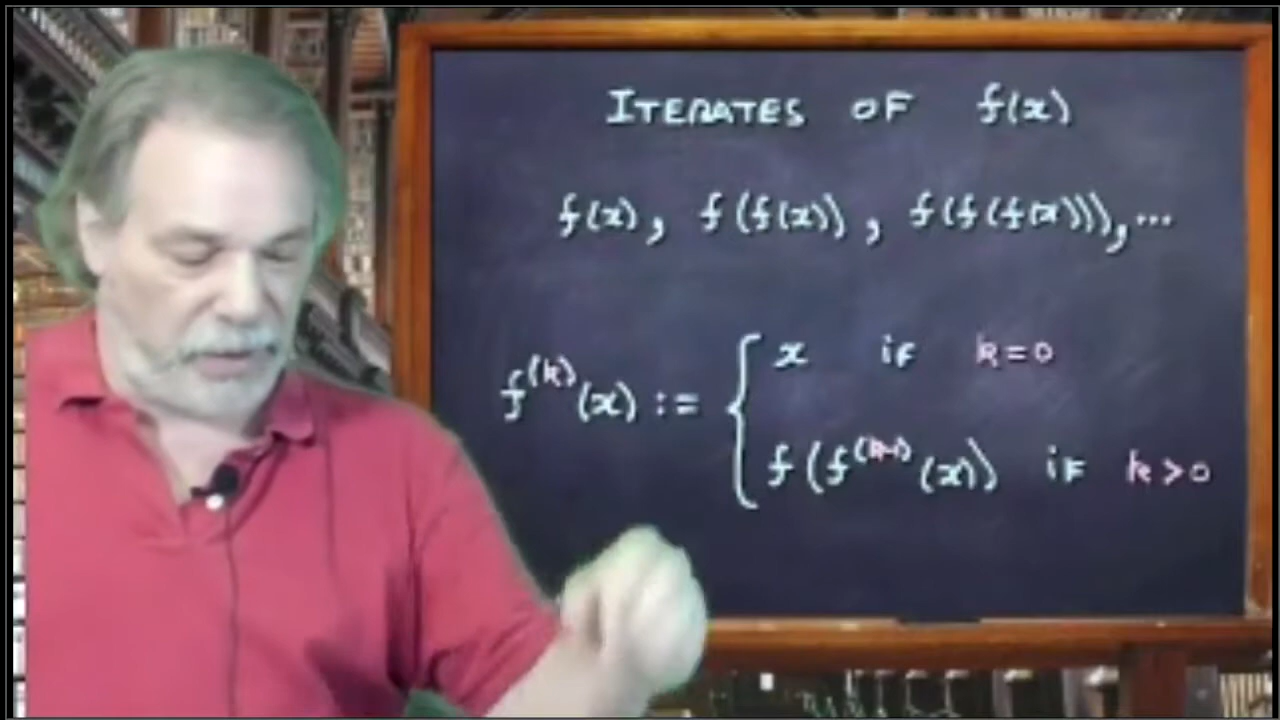 ITERATES OF f(x)
f(x), f(f(x)), f(f(f(x))),...
f^(k)(x) := { x if k=0
f(f^(k-1)(x)) if k>0